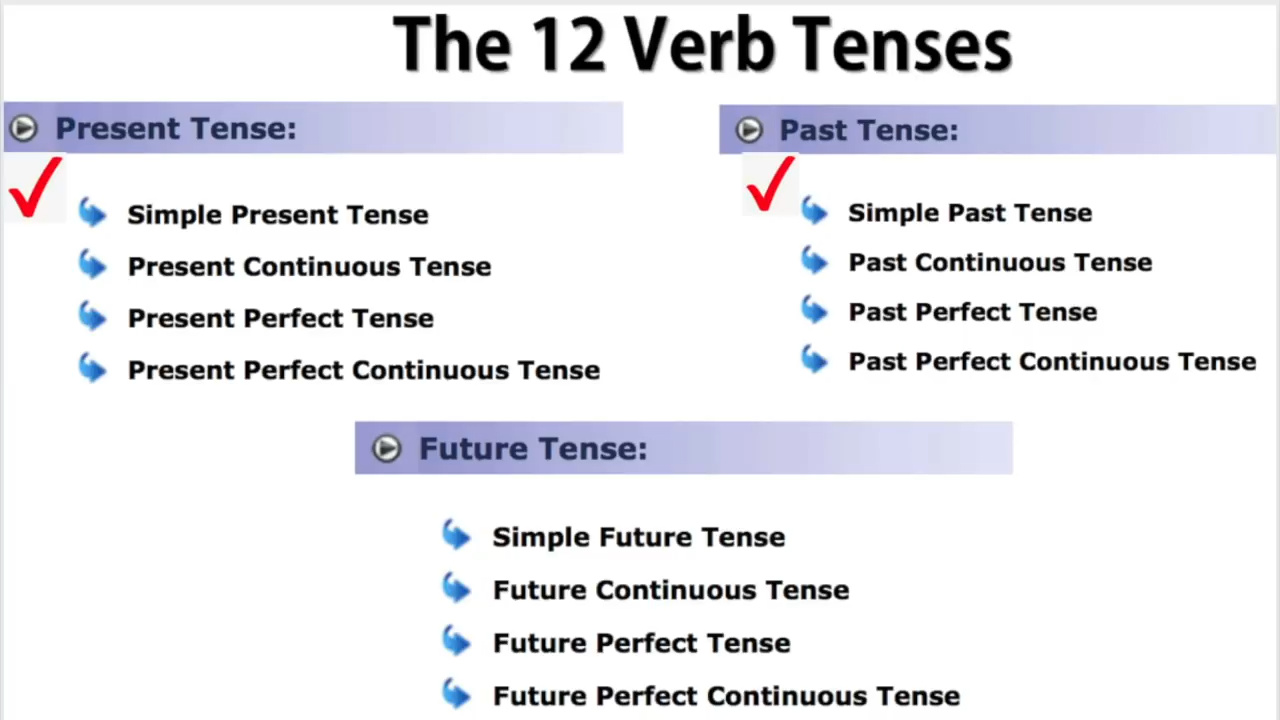 The 12 Verb Tenses
Present Tense:
Simple Present Tense
Present Continuous Tense
Present Perfect Tense
Present Perfect Continuous Tense
Past Tense:
Simple Past Tense
Past Continuous Tense
Past Perfect Tense
Past Perfect Continuous Tense
Future Tense:
Simple Future Tense
Future Continuous Tense
Future Perfect Tense
Future Perfect Continuous Tense